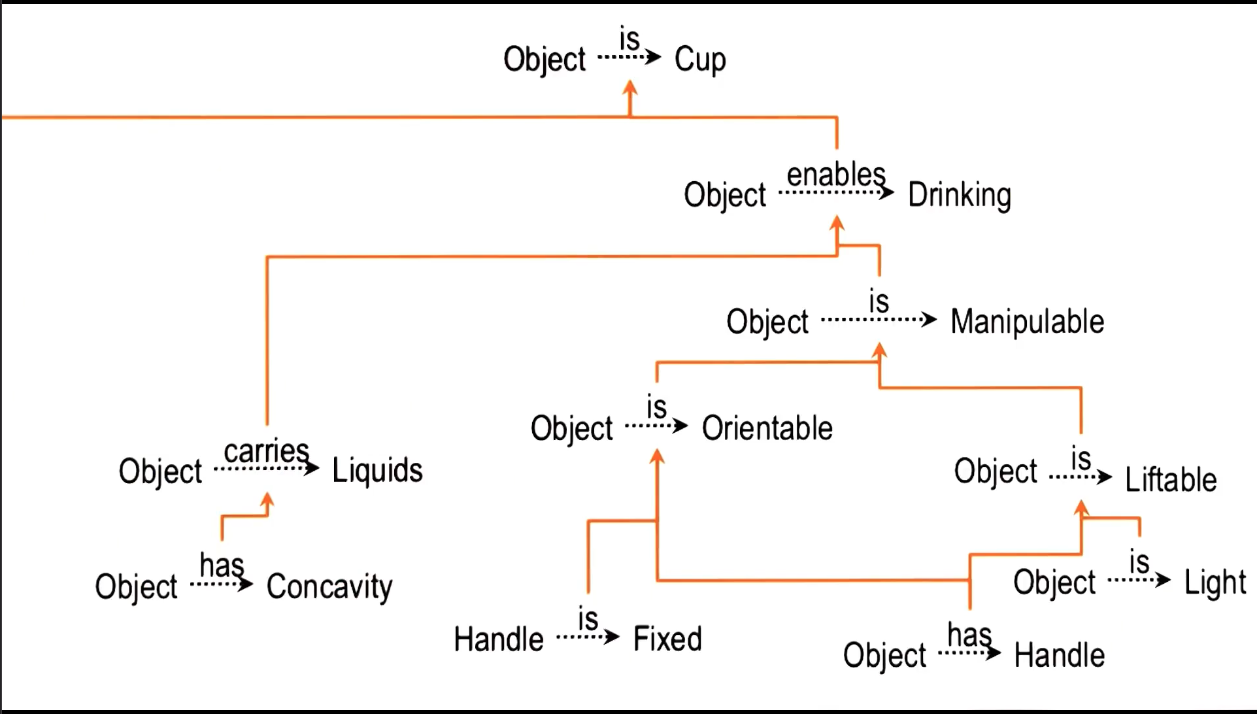 Object is Cup
Object enables Drinking
Object is Manipulable
Object is Orientable
Object carries Liquids
Object is Liftable
Object has Concavity
Object is Light
Handle is Fixed
Object has Handle